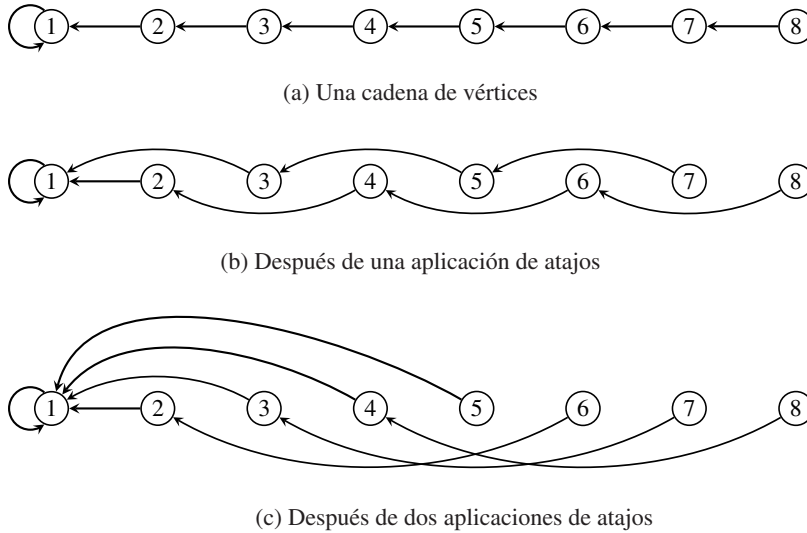 1 2 3 4 5 6 7 8
(a) Una cadena de vértices
1 2 3 4 5 6 7 8
(b) Después de una aplicación de atajos
1 2 3 4 5 6 7 8
(c) Después de dos aplicaciones de atajos